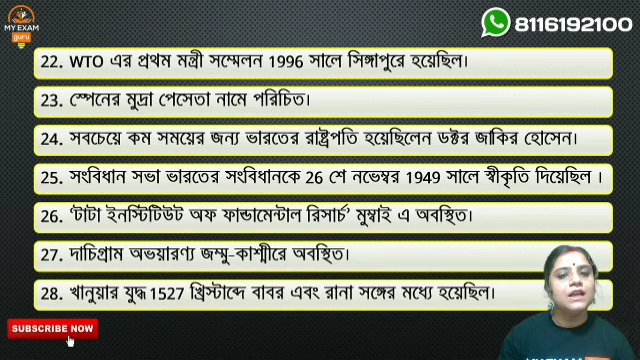 MY EXAM
guru
8116192100
22. WTO এর প্রথম মন্ত্রী সম্মেলন 1996 সালে সিঙ্গাপুরে হয়েছিল।
23. স্পেনের মুদ্রা পেসেতা নামে পরিচিত।
24. সবচেয়ে কম সময়ের জন্য ভারতের রাষ্ট্রপতি হয়েছিলেন ডক্টর জাকির হোসেন।
25. সংবিধান সভা ভারতের সংবিধানকে 26 শে নভেম্বর 1949 সালে স্বীকৃতি দিয়েছিল ।
26. ‘টাটা ইনস্টিটিউট অফ ফান্ডামেন্টাল রিসার্চ’ মুম্বাই এ অবস্থিত।
27. দাচিগ্রাম অভয়ারণ্য জম্মু-কাশ্মীরে অবস্থিত।
28. খানুয়ার যুদ্ধ 1527 খ্রিস্টাব্দে বাবর এবং রানা সঙ্গের মধ্যে হয়েছিল।
SUBSCRIBE NOW